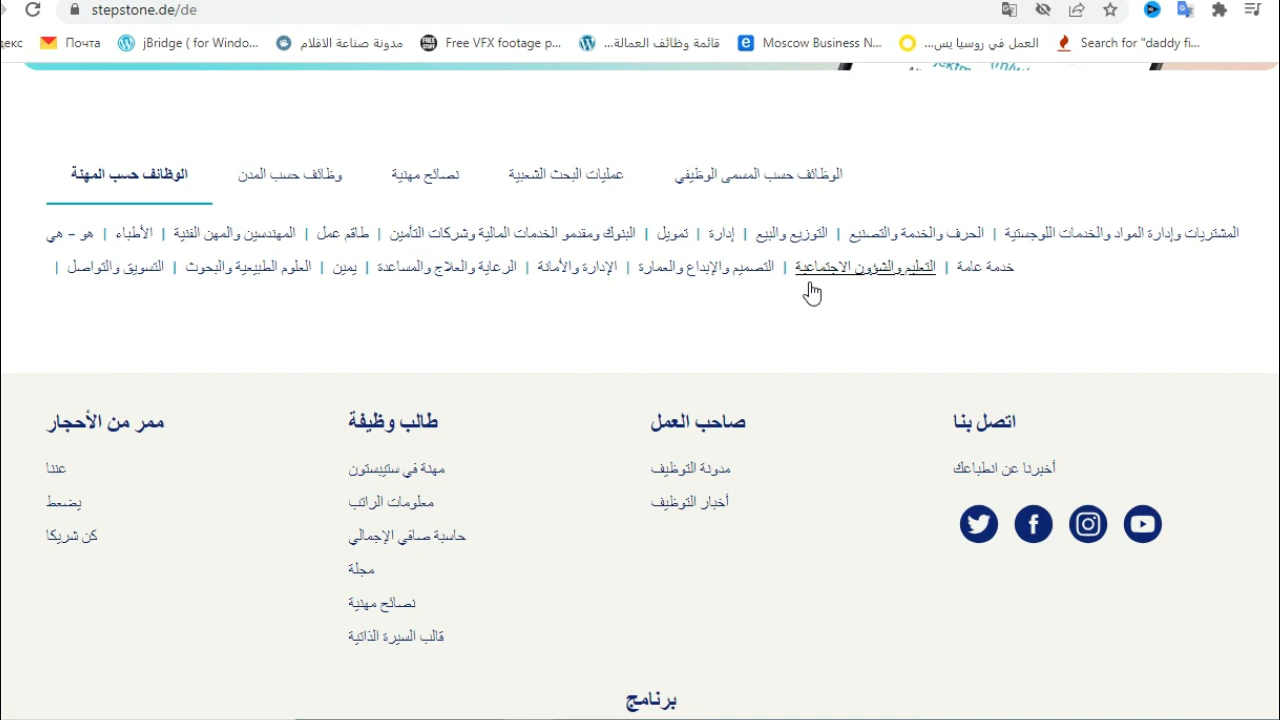 stepstone.de/de
декс Почта jBridge ( for Windo... مدونة صناعة الافلام Free VFX footage p... قائمة وظائف العمالة... Moscow Business N... العمل في روسيا يس... Search for "daddy fi...
الوظائف حسب المهنة وظائف حسب المدن نصائح مهنية عمليات البحث الشعبية الوظائف حسب المسمى الوظيفي
هو - هي | الأطباء | المهندسين والمهن الفنية | طاقم عمل | البنوك ومقدمو الخدمات المالية وشركات التأمين | تمويل | إدارة | التوزيع والبيع | الحرف والخدمة والتصنيع | المشتريات وإدارة المواد والخدمات اللوجستية
| التسويق والتواصل | العلوم الطبيعية والبحوث | يمين | الرعاية والعلاج والمساعدة | الإدارة والأمانة | التصميم والإبداع والعمارة | التعليم والشؤون الاجتماعية | خدمة عامة
ممر من الأحجار
عننا
يضعط
كن شريكا
طالب وظيفة
مهنة في ستيبستون
معلومات الراتب
حاسبة صافي الإجمالي
مجلة
نصائح مهنية
قالب السيرة الذاتية
صاحب العمل
مدونة التوظيف
أخبار التوظيف
اتصل بنا
أخبرنا عن انطباعك
برنامج